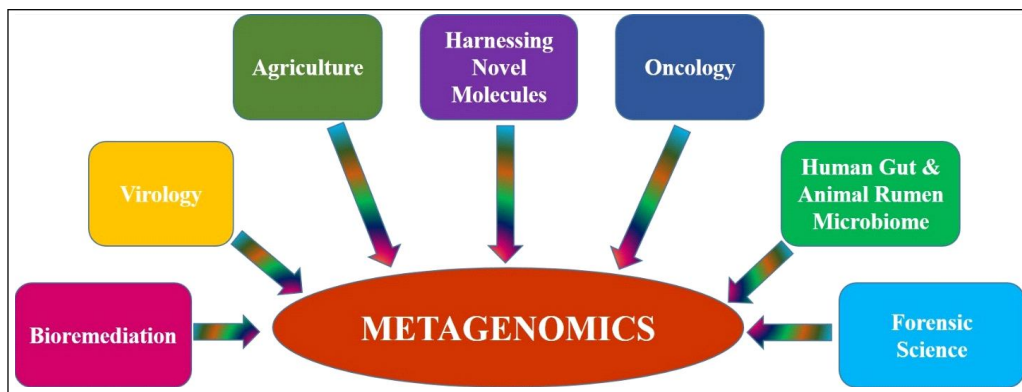 Agriculture
Harnessing
Novel
Molecules
Oncology
Virology
Human Gut &
Animal Rumen
Microbiome
Bioremediation
METAGENOMICS
Forensic
Science